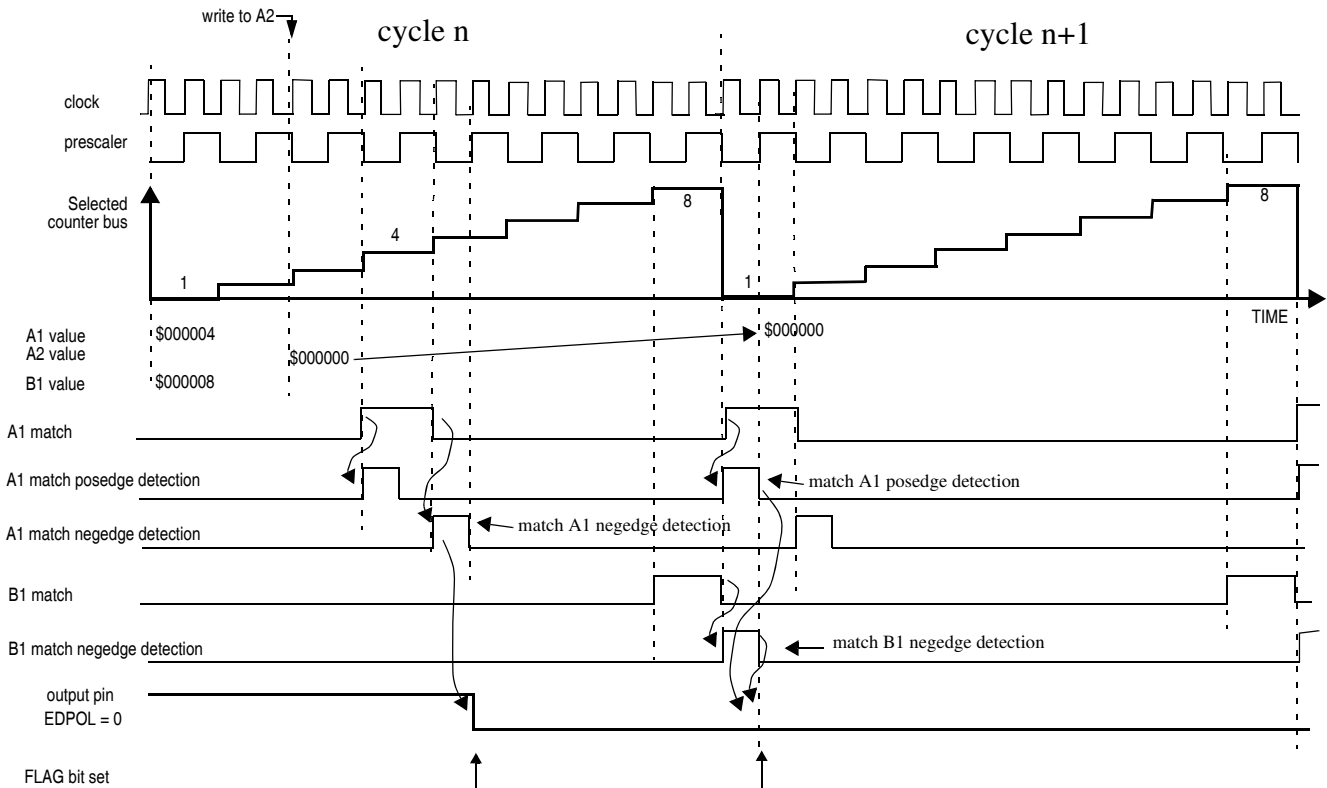 write to A2
cycle n
cycle n+1
clock
prescaler
Selected
counter bus
8
8
4
1
1
TIME
A1 value
$000004
$000000
A2 value
$000000
B1 value
$000008
A1 match
A1 match posedge detection
match A1 posedge detection
A1 match negedge detection
match A1 negedge detection
B1 match
B1 match negedge detection
match B1 negedge detection
output pin
EDPOL = 0
FLAG bit set